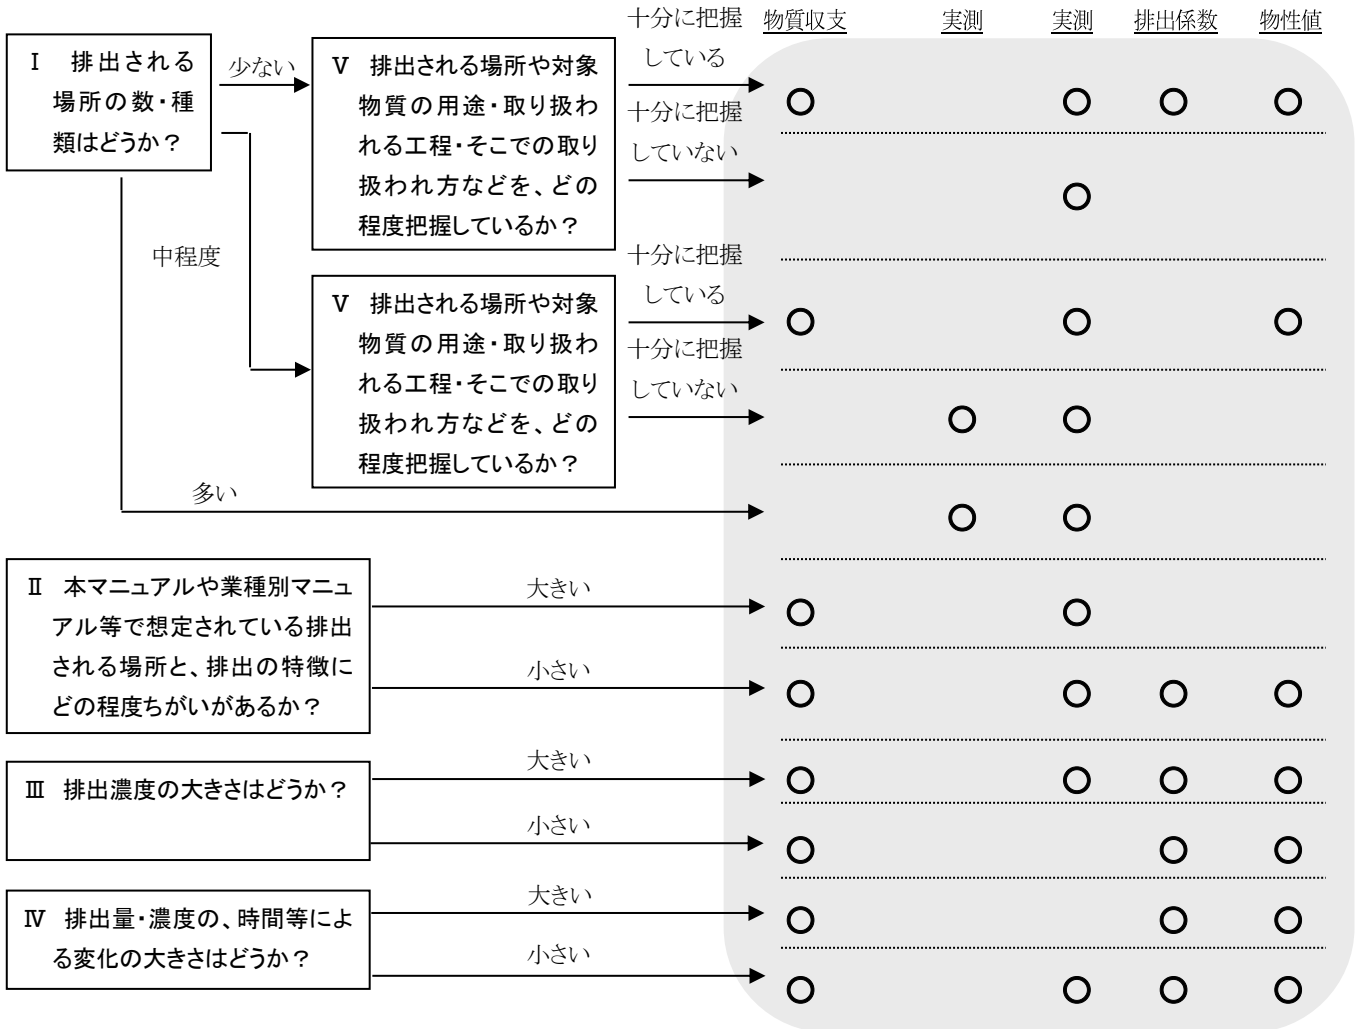 物質収支　実測　実測　排出係数　物性値
Ⅰ　排出される
場所の数・種
類はどうか？
少ない
中程度
多い
Ⅴ　排出される場所や対象
物質の用途・取り扱わ
れる工程・そこでの取り
扱われ方などを、どの
程度把握しているか？
十分に把握
している
十分に把握
していない
Ⅴ　排出される場所や対象
物質の用途・取り扱わ
れる工程・そこでの取り
扱われ方などを、どの
程度把握しているか？
十分に把握
している
十分に把握
していない
Ⅱ　本マニュアルや業種別マニュ
アル等で想定されている排出
される場所と、排出の特徴に
どの程度ちがいがあるか？
大きい
小さい
Ⅲ　排出濃度の大きさはどうか？
大きい
小さい
Ⅳ　排出量・濃度の、時間等によ
る変化の大きさはどうか？
大きい
小さい